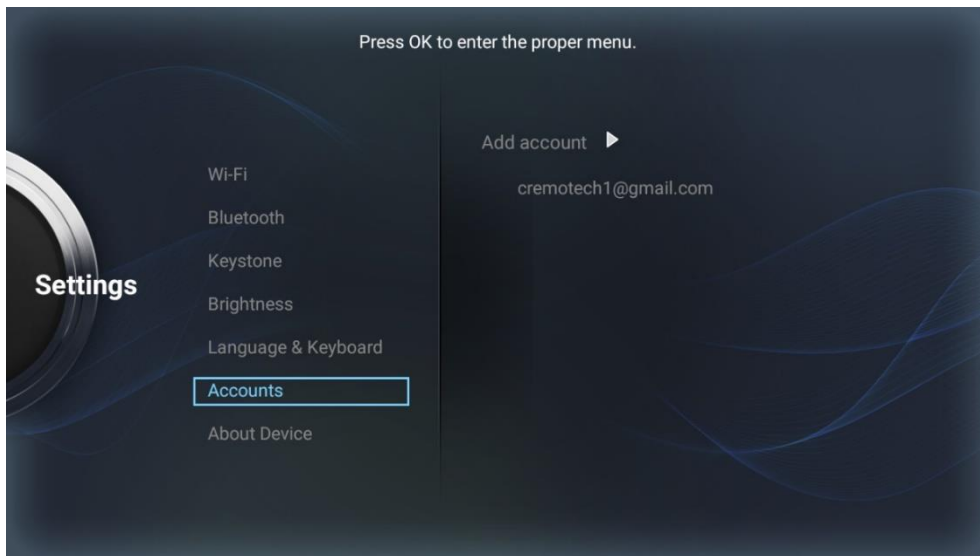 Press OK to enter the proper menu.
Settings
Wi-Fi
Bluetooth
Keystone
Brightness
Language & Keyboard
Accounts
About Device
Add account
cremotech1@gmail.com